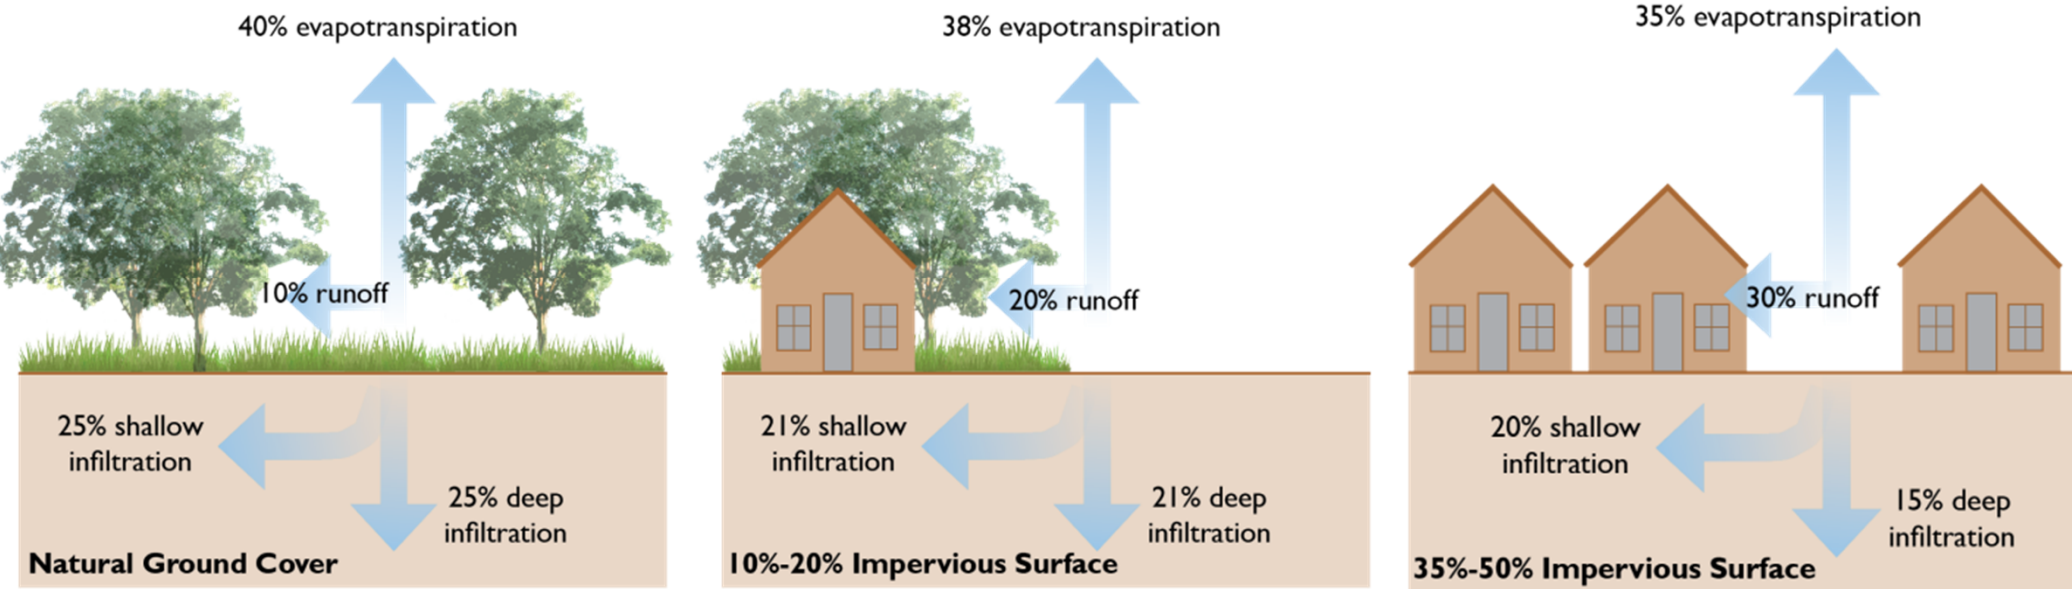 40% evapotranspiration
10% runoff
25% shallow
infiltration
25% deep
infiltration
Natural Ground Cover
38% evapotranspiration
20% runoff
21% shallow
infiltration
21% deep
infiltration
10%-20% Impervious Surface
35% evapotranspiration
30% runoff
20% shallow
infiltration
15% deep
infiltration
35%-50% Impervious Surface